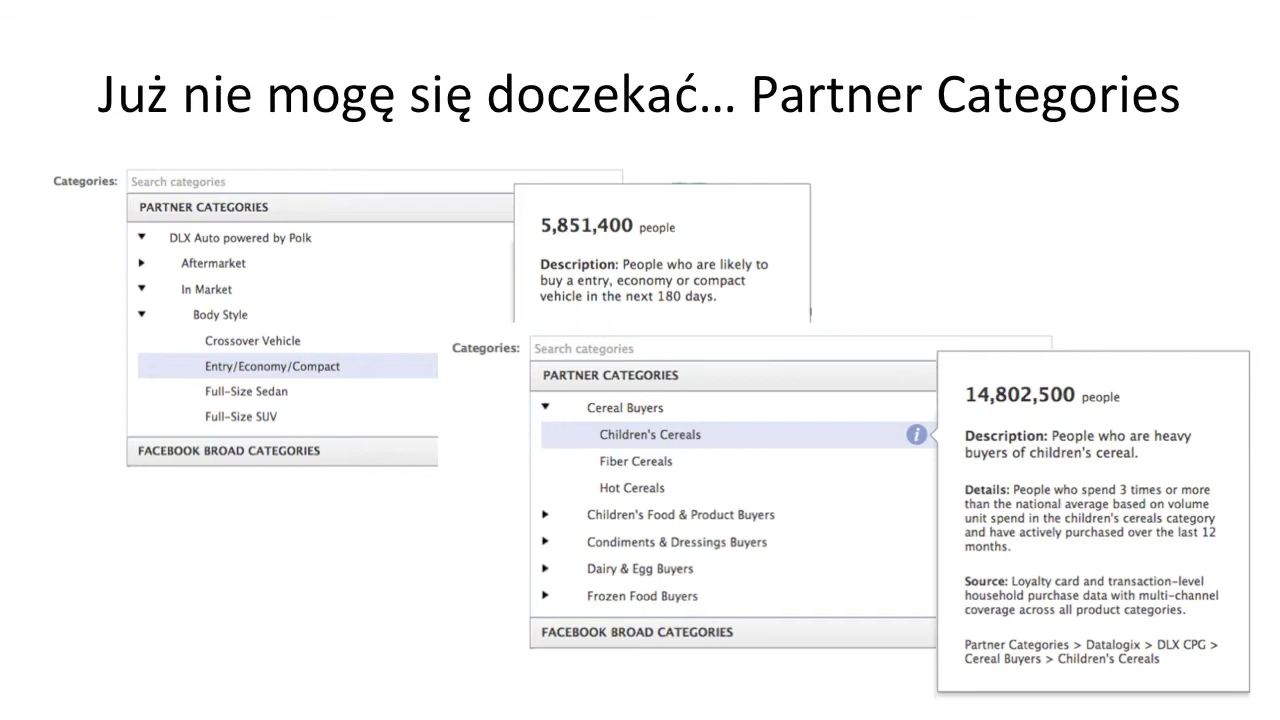 Już nie mogę się doczekać... Partner Categories
Categories:
Search categories
PARTNER CATEGORIES
DLX Auto powered by Polk
Aftermarket
In Market
Body Style
Crossover Vehicle
Entry/Economy/Compact
Full-Size Sedan
Full-Size SUV
FACEBOOK BROAD CATEGORIES
5,851,400 people
Description: People who are likely to
buy a entry, economy or compact
vehicle in the next 180 days.
Categories:
Search categories
PARTNER CATEGORIES
Cereal Buyers
Children's Cereals
i
Fiber Cereals
Hot Cereals
Children's Food & Product Buyers
Condiments & Dressings Buyers
Dairy & Egg Buyers
Frozen Food Buyers
FACEBOOK BROAD CATEGORIES
14,802,500 people
Description: People who are heavy
buyers of children's cereal.
Details: People who spend 3 times or more
than the national average based on volume
unit spend in the children's cereals category
and have actively purchased over the last 12
months.
Source: Loyalty card and transaction-level
household purchase data with multi-channel
coverage across all product categories.
Partner Categories > Datalogix > DLX CPG >
Cereal Buyers > Children's Cereals